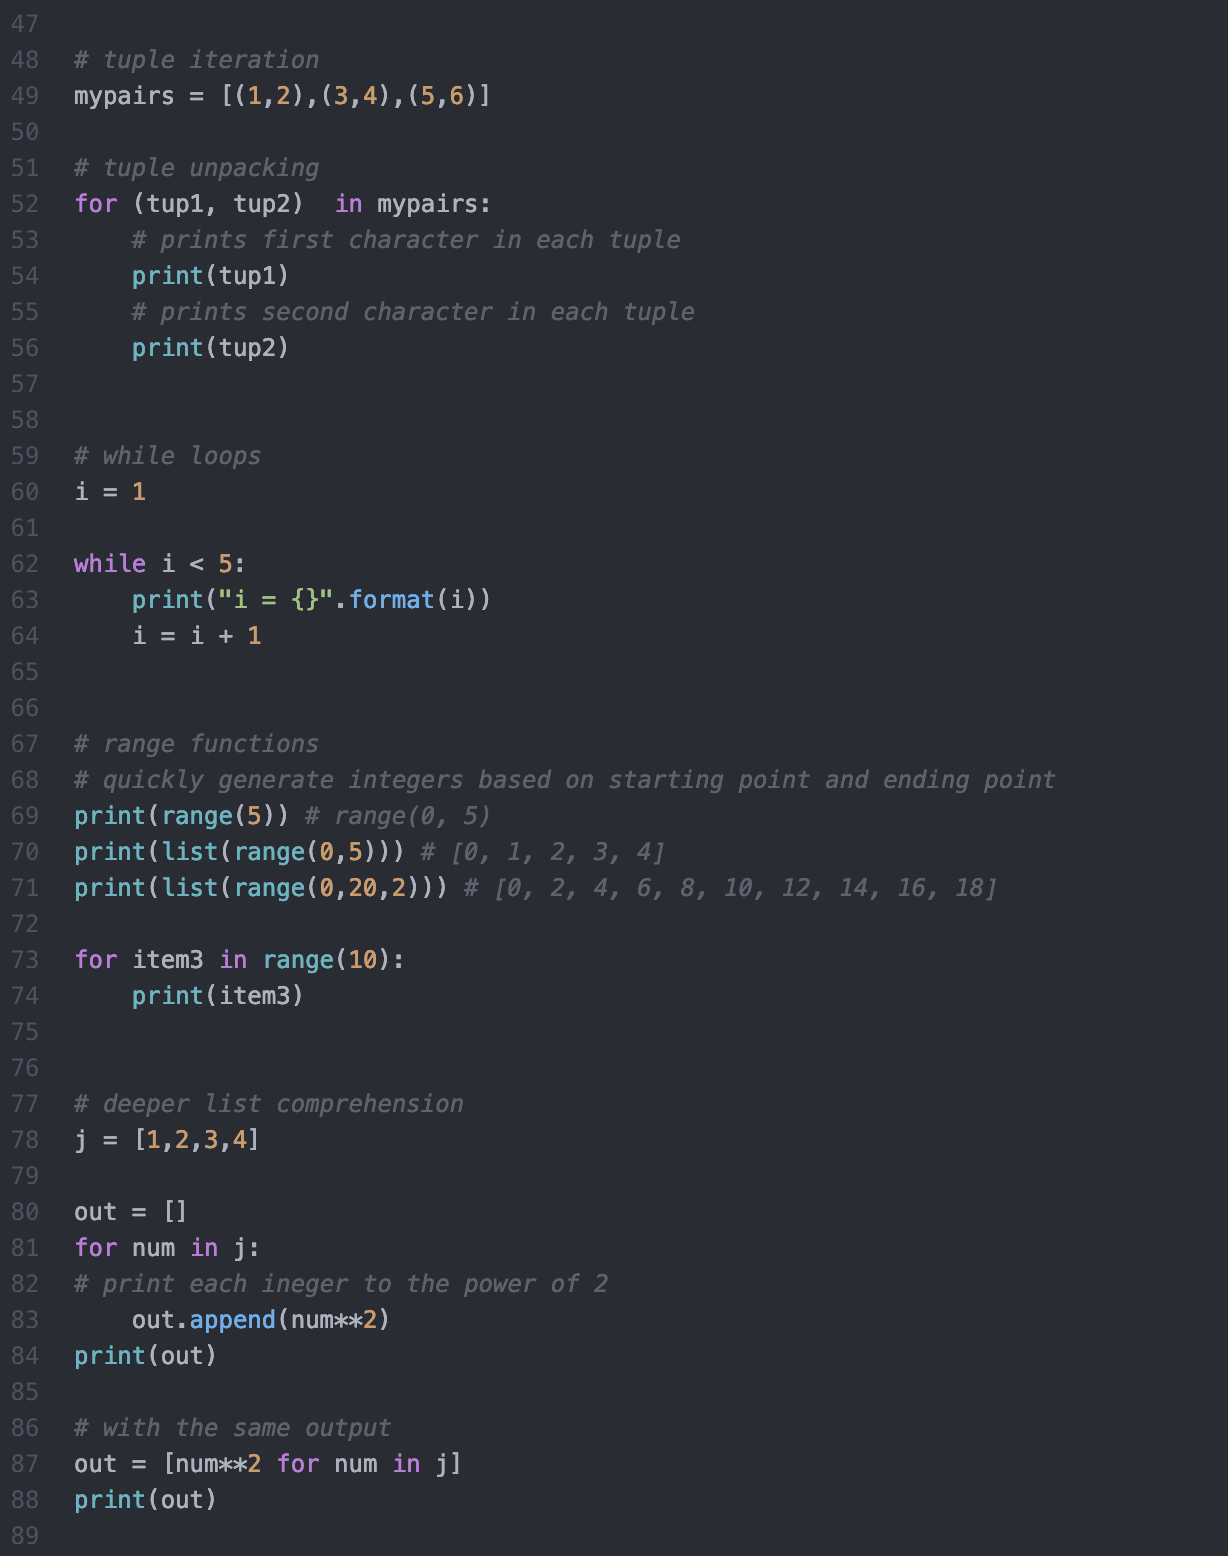 47
48 # tuple iteration
49 mypairs = [(1,2),(3,4),(5,6)]
50
51 # tuple unpacking
52 for (tup1, tup2)  in mypairs:
53     # prints first character in each tuple
54     print(tup1)
55     # prints second character in each tuple
56     print(tup2)
57
58
59 # while loops
60 i = 1
61
62 while i < 5:
63     print("i = {}".format(i))
64     i = i + 1
65
66
67 # range functions
68 # quickly generate integers based on starting point and ending point
69 print(range(5)) # range(0, 5)
70 print(list(range(0,5))) # [0, 1, 2, 3, 4]
71 print(list(range(0,20,2))) # [0, 2, 4, 6, 8, 10, 12, 14, 16, 18]
72
73 for item3 in range(10):
74     print(item3)
75
76
77 # deeper list comprehension
78 j = [1,2,3,4]
79
80 out = []
81 for num in j:
82 # print each ineger to the power of 2
83     out.append(num**2)
84 print(out)
85
86 # with the same output
87 out = [num**2 for num in j]
88 print(out)
89